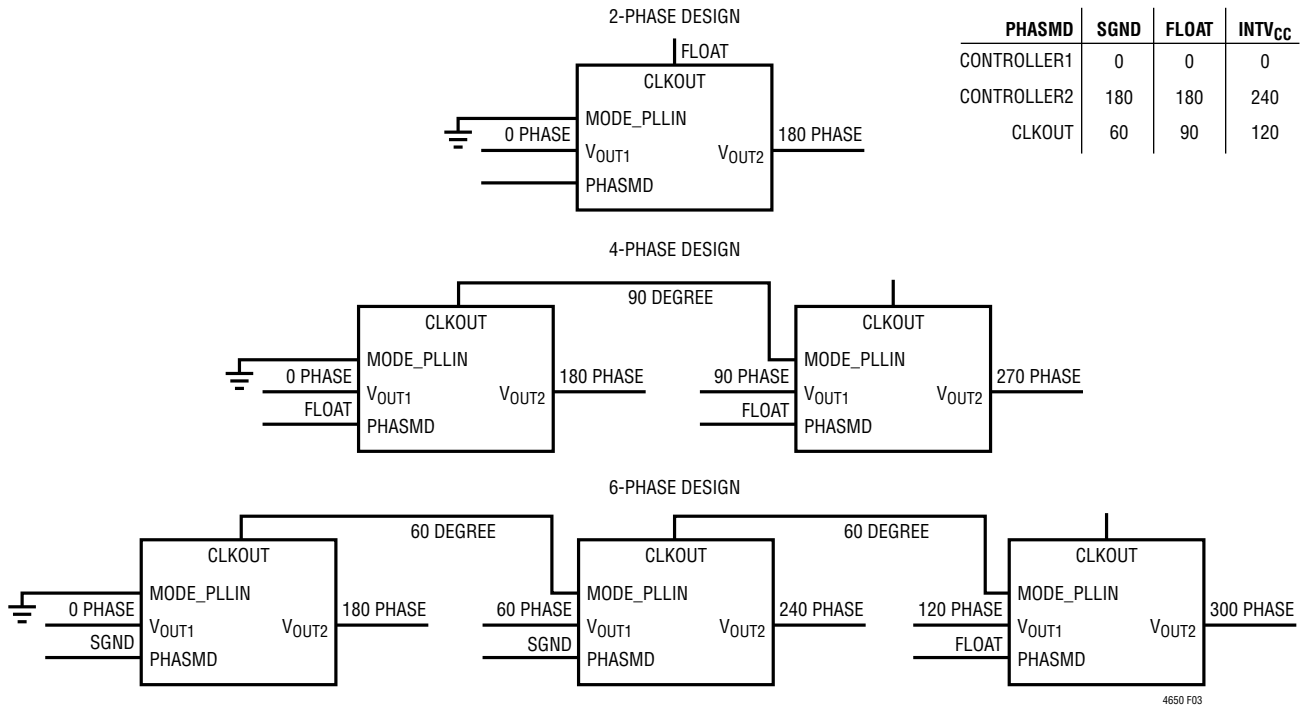 2-PHASE DESIGN
FLOAT
CLKOUT
MODE_PLLIN
0 PHASE
VOUT1
VOUT2
180 PHASE
PHASMD
PHASMD SGND FLOAT INTVCC
CONTROLLER1 0 0 0
CONTROLLER2 180 180 240
CLKOUT 60 90 120
4-PHASE DESIGN
90 DEGREE
CLKOUT
MODE_PLLIN
0 PHASE
VOUT1
VOUT2
180 PHASE
FLOAT
PHASMD
CLKOUT
MODE_PLLIN
90 PHASE
VOUT1
VOUT2
270 PHASE
FLOAT
PHASMD
6-PHASE DESIGN
60 DEGREE
60 DEGREE
CLKOUT
MODE_PLLIN
0 PHASE
VOUT1
VOUT2
180 PHASE
SGND
PHASMD
CLKOUT
MODE_PLLIN
60 PHASE
VOUT1
VOUT2
240 PHASE
SGND
PHASMD
CLKOUT
MODE_PLLIN
120 PHASE
VOUT1
VOUT2
300 PHASE
FLOAT
PHASMD
4650 F03